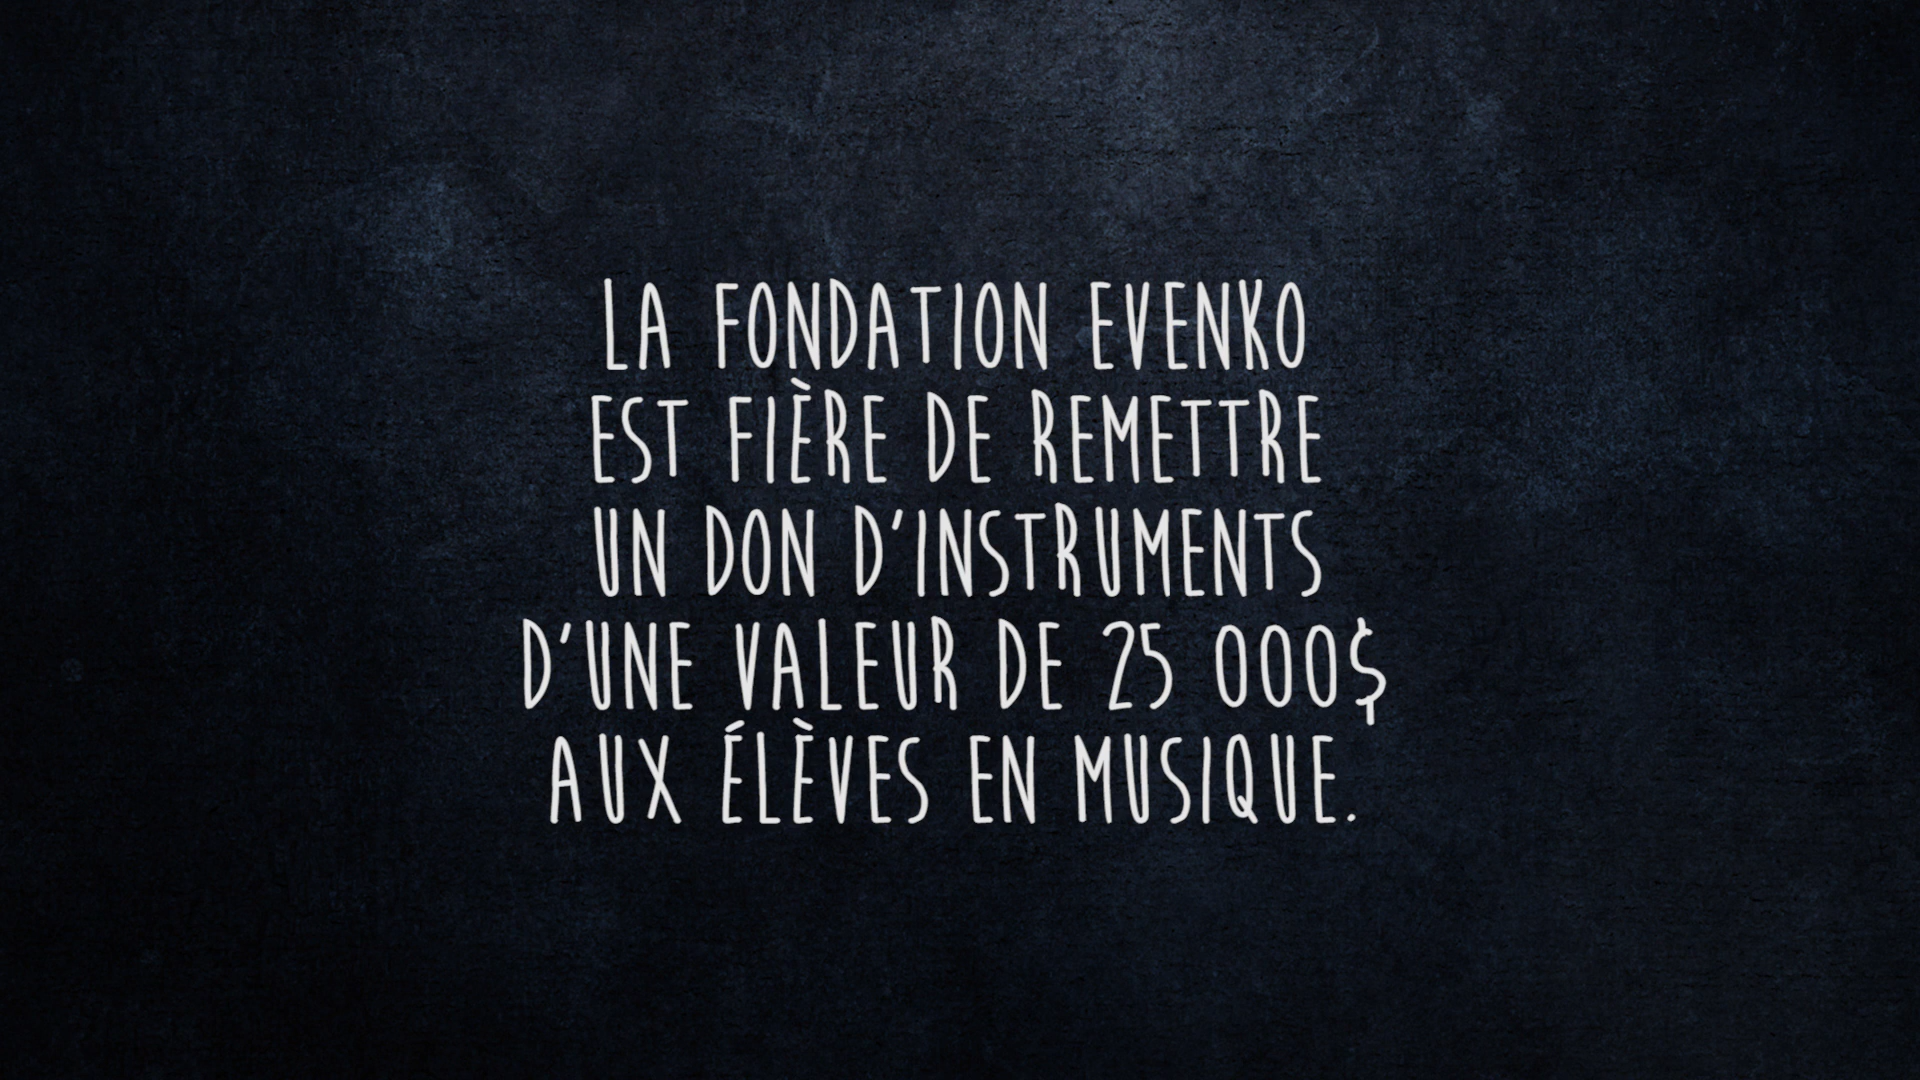 LA FONDATION EVENKO
EST FIÈRE DE REMETTRE
UN DON D'INSTRUMENTS
D'UNE VALEUR DE 25 000$
AUX ÉLÈVES EN MUSIQUE.